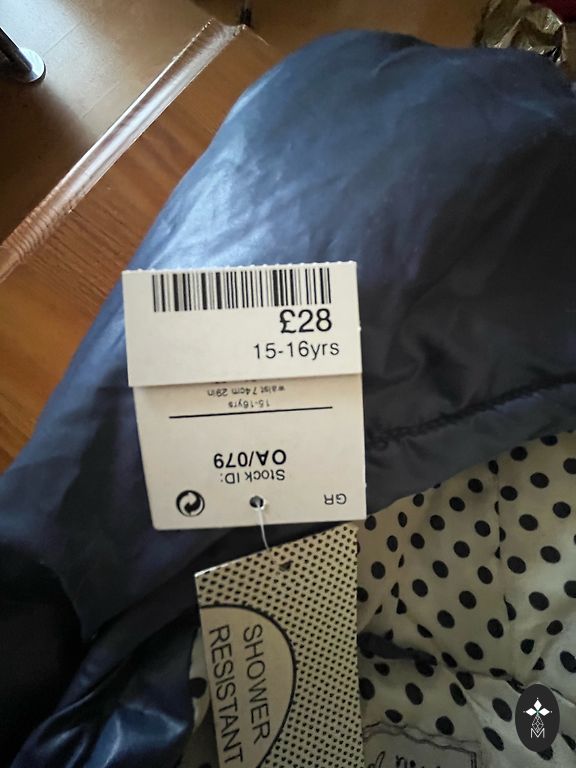 £28
15-16yrs
waist 74cm 29in
15-16yrs
Stock ID:
OA/079
GR
SHOWER
RESISTANT